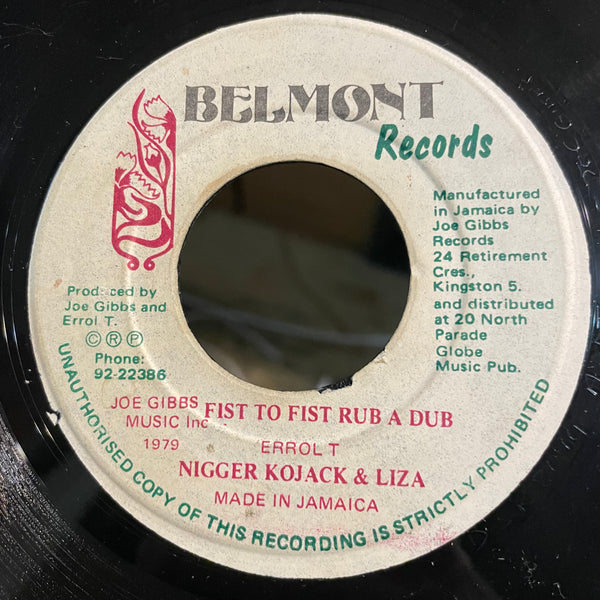 BELMONT
Records
Manufactured
in Jamaica by
Joe Gibbs
Records
24 Retirement
Cres.,
Kingston 5.
and distributed
at 20 North
Parade
Globe
Music Pub.
Produced by
Joe Gibbs and
Errol T.
Ⓒ Ⓡ Ⓟ
Phone:
92-22386
JOE GIBBS
MUSIC Inc
1979
FIST TO FIST RUB A DUB
ERROL T
NIGGER KOJACK & LIZA
MADE IN JAMAICA
UNAUTHORISED COPY OF THIS RECORDING IS STRICTLY PROHIBITED